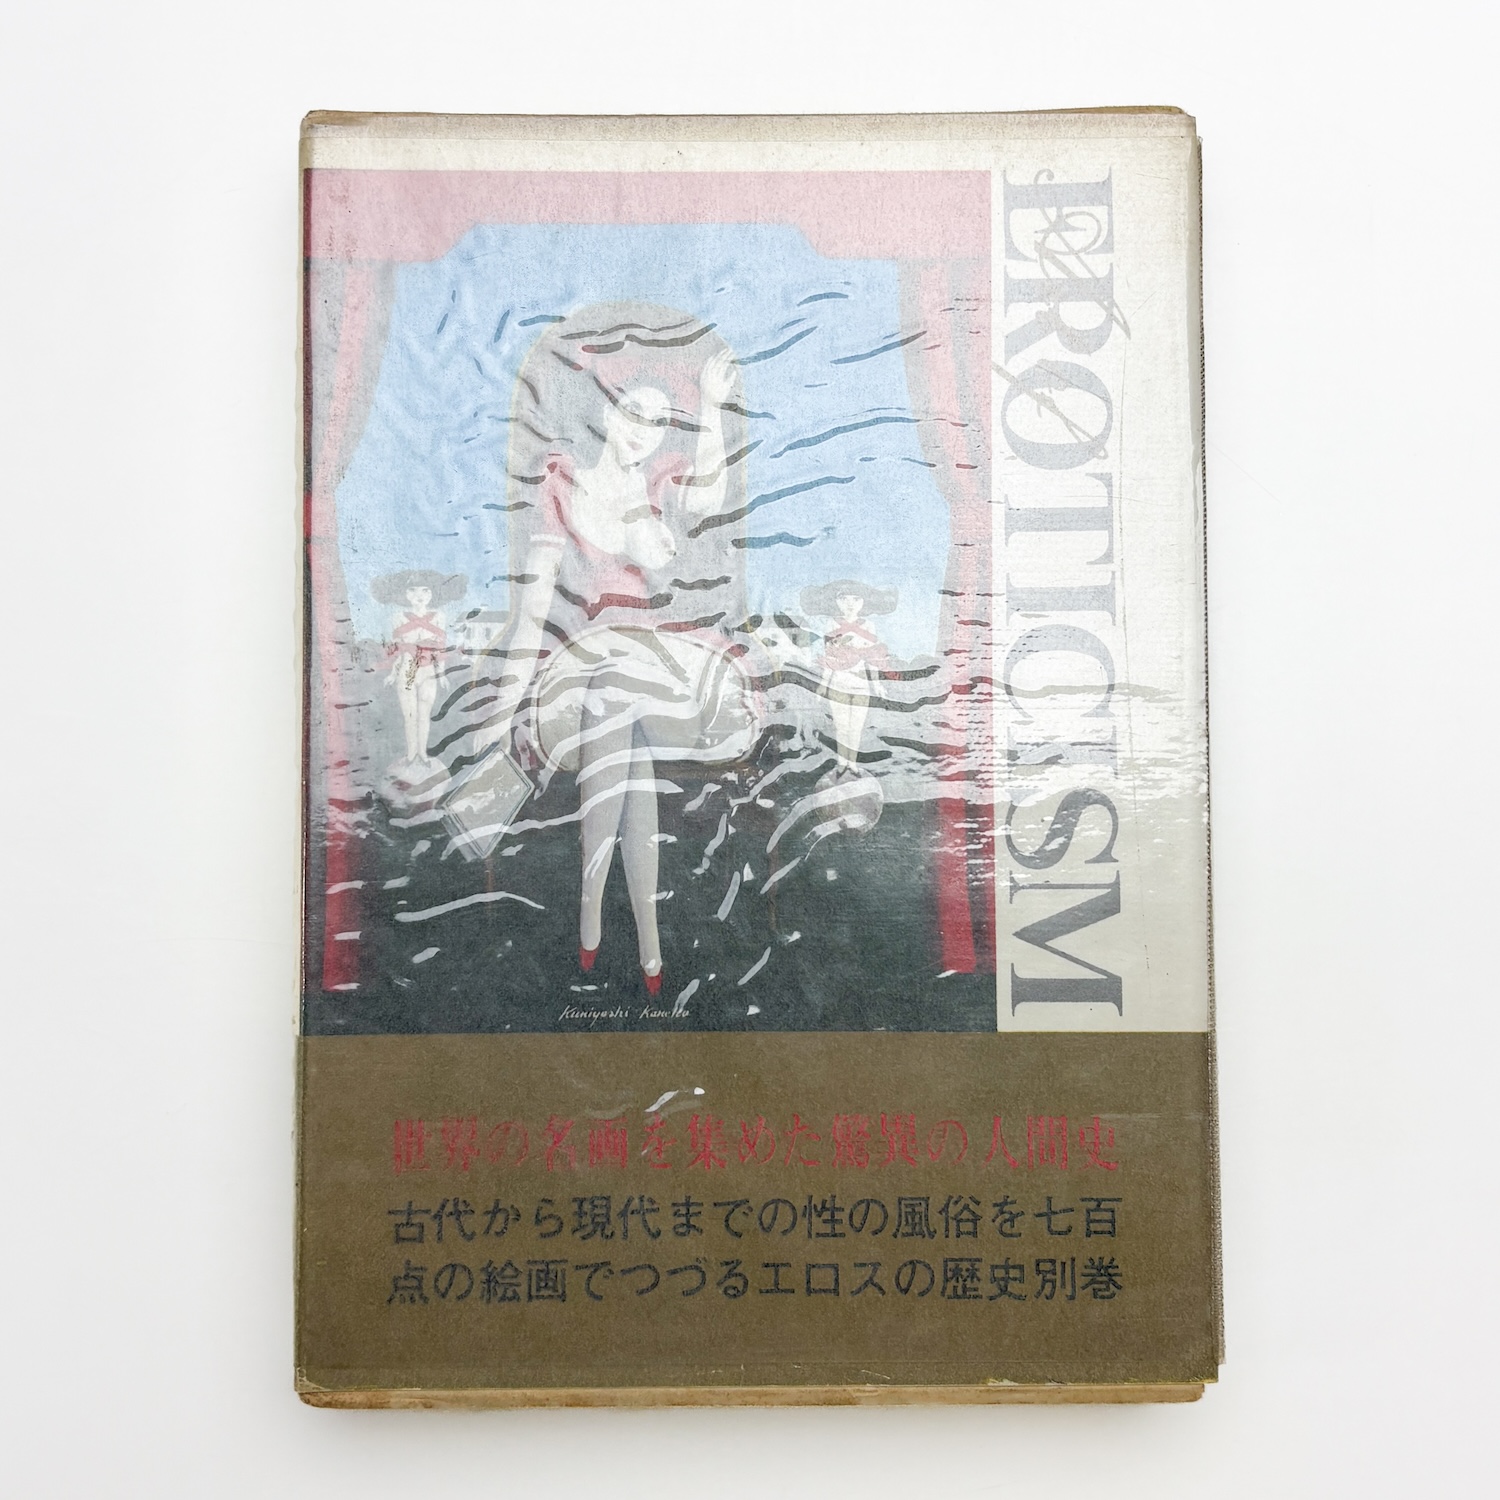 EROTICISM
Kuniyoshi Kaneko
世界の名画を集めた驚異の人間史
古代から現代までの性の風俗を七百
点の絵画でつづるエロスの歴史別巻